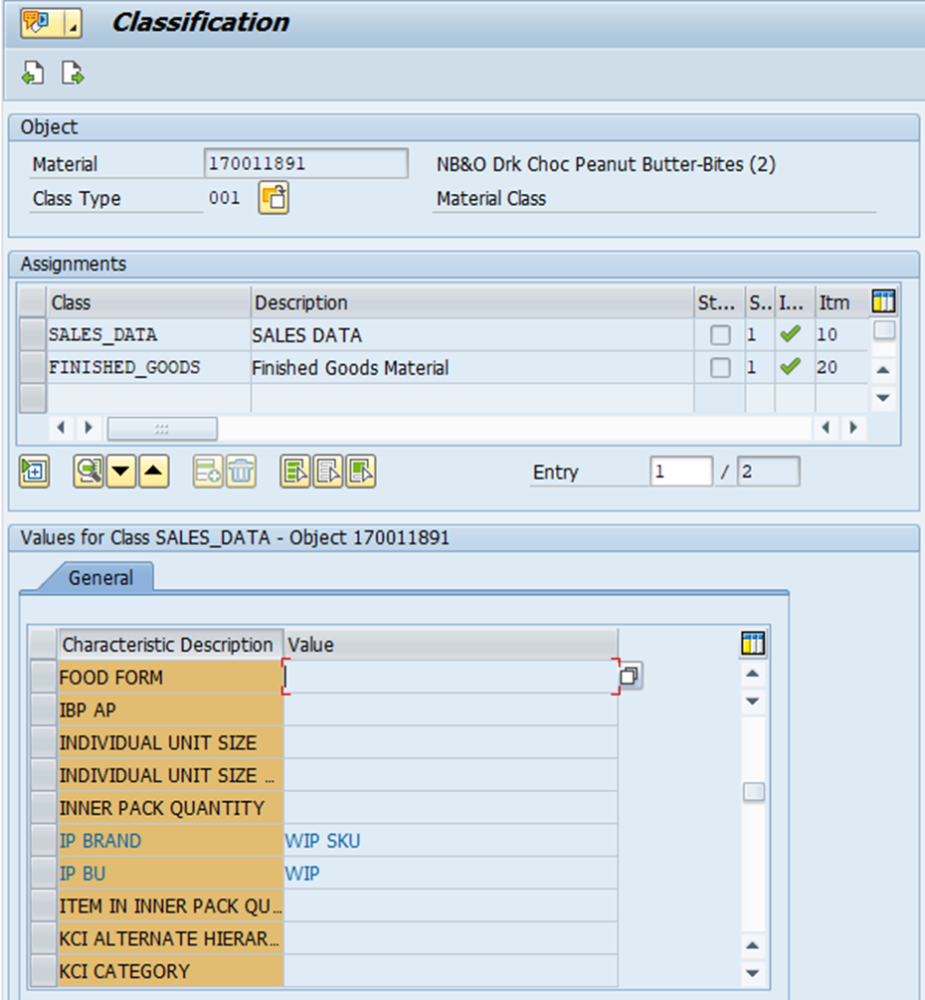 Classification
Object
Material 170011891 NB&O Drk Choc Peanut Butter-Bites (2)
Class Type 001 Material Class
Assignments
Class Description St... S.. I... Itm
SALES_DATA SALES DATA 1 10
FINISHED_GOODS Finished Goods Material 1 20
Entry 1 / 2
Values for Class SALES_DATA - Object 170011891
General
Characteristic Description Value
FOOD FORM
IBP AP
INDIVIDUAL UNIT SIZE
INDIVIDUAL UNIT SIZE ...
INNER PACK QUANTITY
IP BRAND WIP SKU
IP BU WIP
ITEM IN INNER PACK QU...
KCI ALTERNATE HIERAR...
KCI CATEGORY